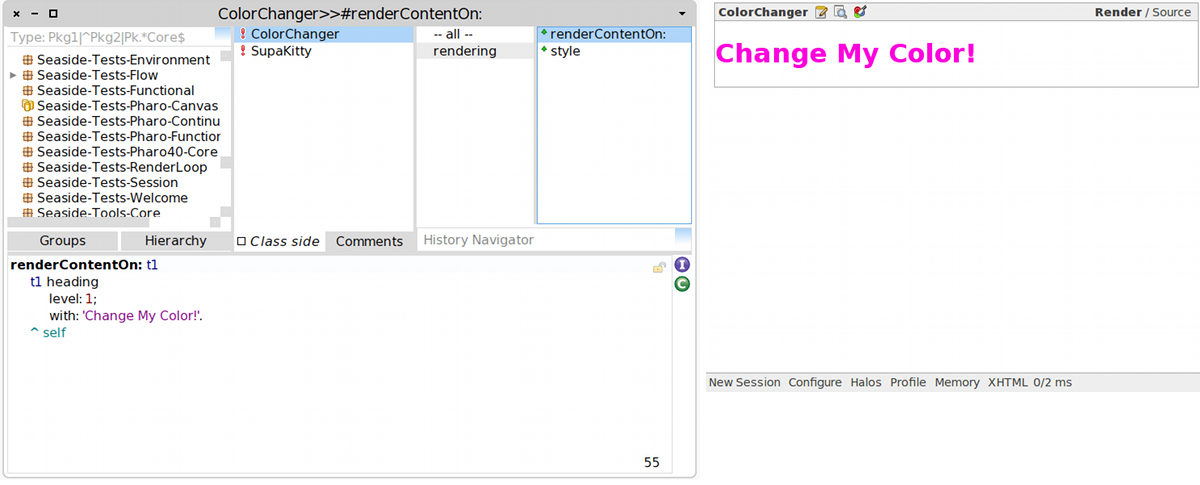 ColorChanger>>#renderContentOn:
Type: Pkg1|^Pkg2|Pk.*Core$
Seaside-Tests-Environment
Seaside-Tests-Flow
Seaside-Tests-Functional
Seaside-Tests-Pharo-Canvas
Seaside-Tests-Pharo-Continu
Seaside-Tests-Pharo-Function
Seaside-Tests-Pharo40-Core
Seaside-Tests-RenderLoop
Seaside-Tests-Session
Seaside-Tests-Welcome
Seaside-Tools-Core
ColorChanger
SupaKitty
-- all --
rendering
renderContentOn:
style
Groups
Hierarchy
Class side
Comments
History Navigator
renderContentOn: t1
t1 heading
level: 1;
with: 'Change My Color!'.
^ self
I
C
55
ColorChanger
Render / Source
Change My Color!
New Session Configure Halos Profile Memory XHTML 0/2 ms